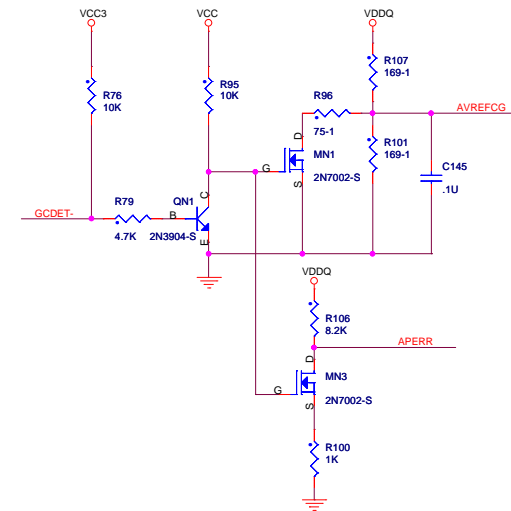 VCC3
VCC
VDDQ
R76
10K
R95
10K
R107
169-1
R96
75-1
AVREFCG
D
G
S
MN1
2N7002-S
R101
169-1
C145
.1U
GCDET-
R79
4.7K
B
QN1
C
E
2N3904-S
VDDQ
R106
8.2K
APERR
D
G
S
MN3
2N7002-S
R100
1K